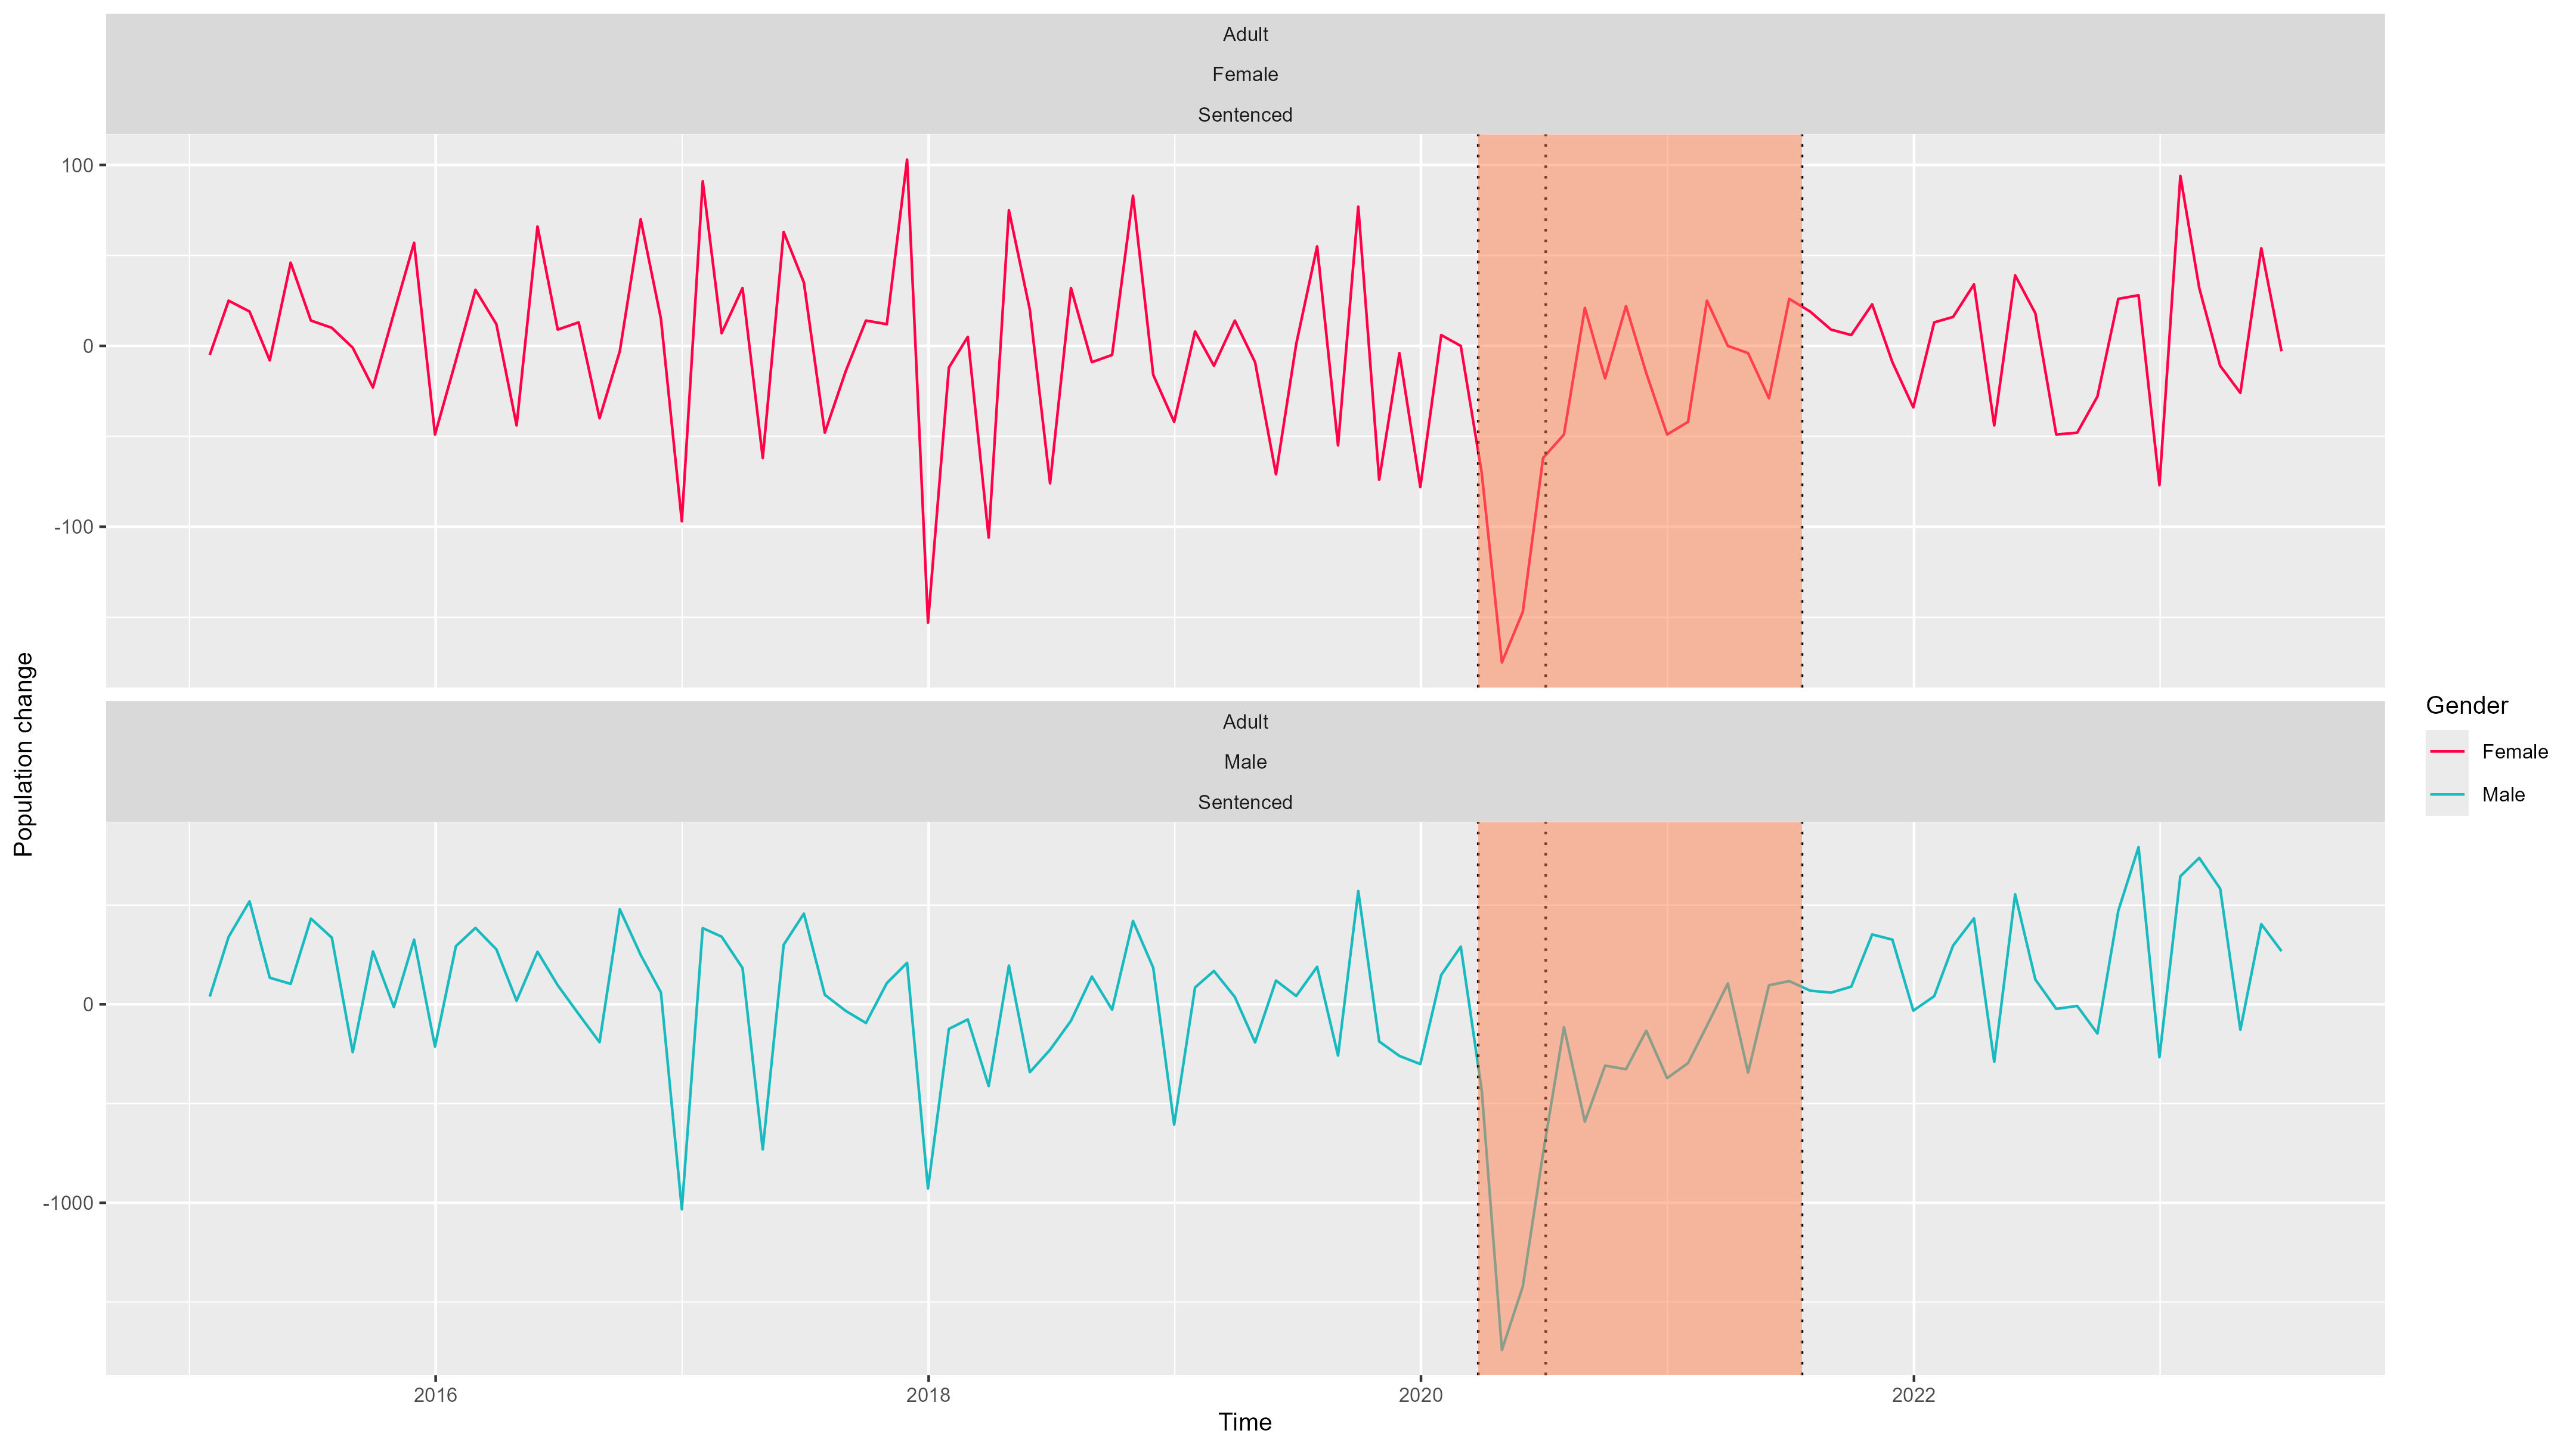 Adult
Female
Sentenced
100
0
-100
Adult
Male
Sentenced
0
-1000
2016
2018
2020
2022
Time
Population change
Gender
Female
Male